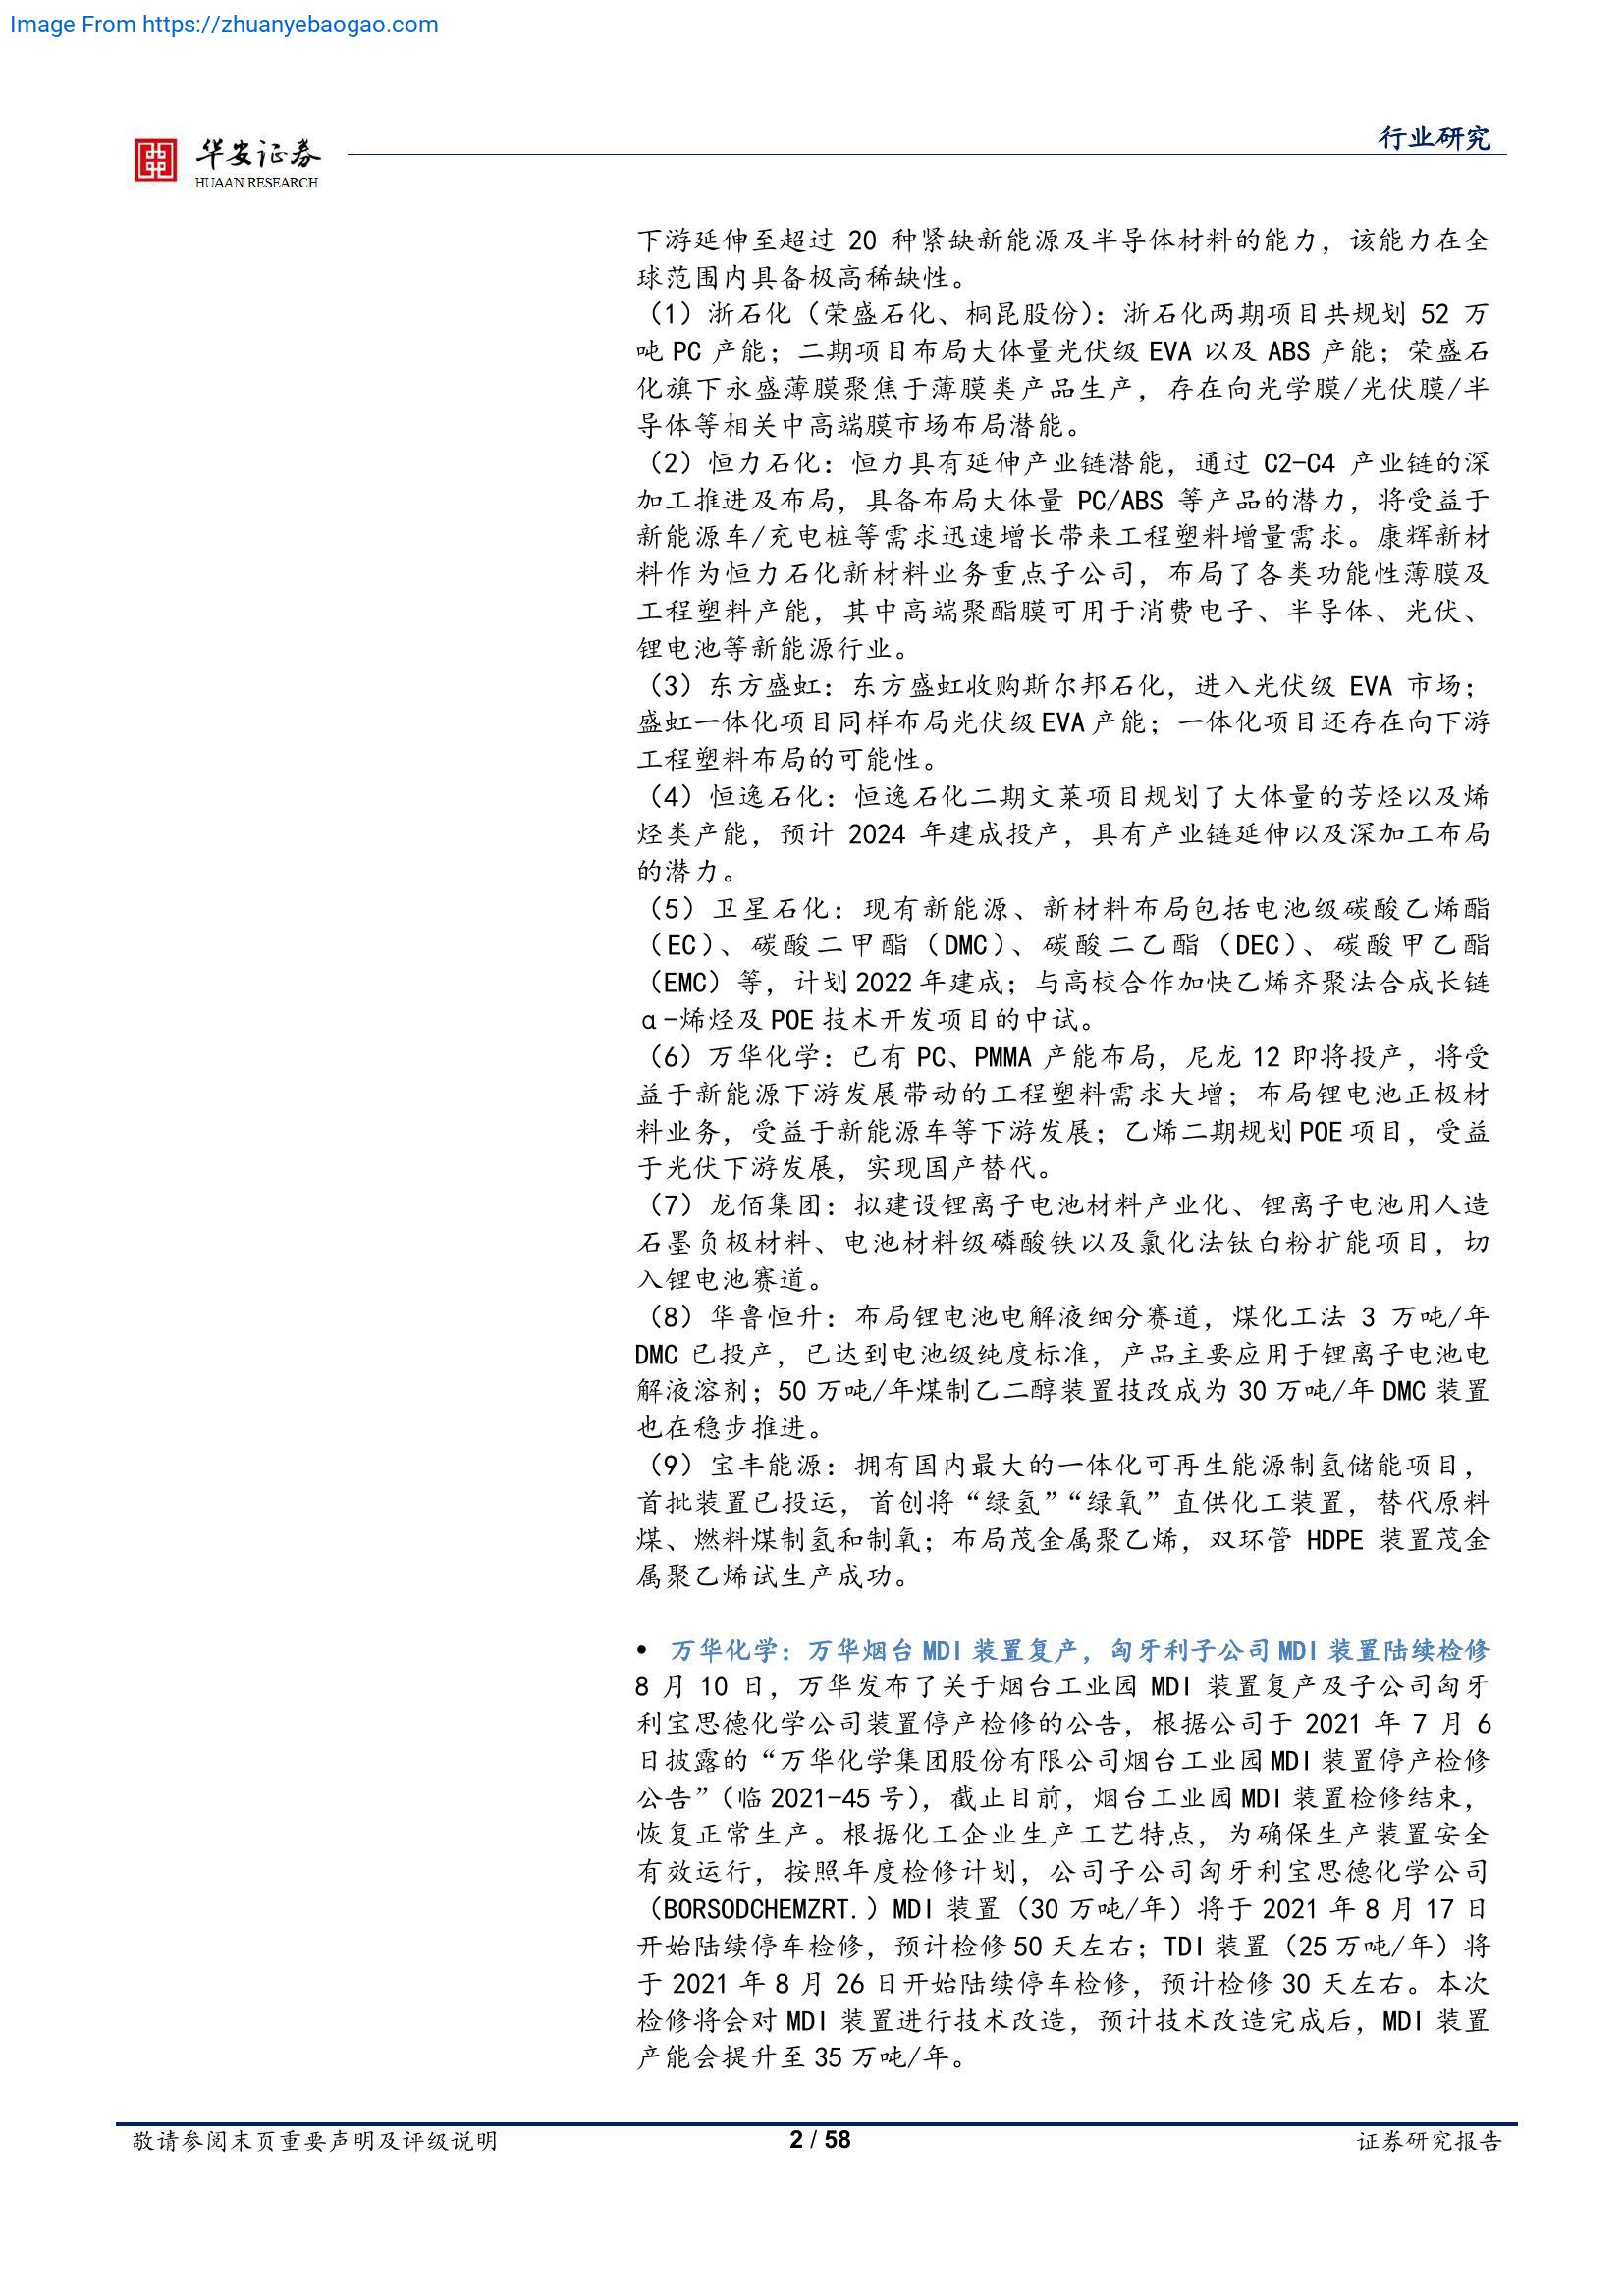 Image From https://zhuanyebaogao.com
行业研究
华安证券
HUAAN RESEARCH
下游延伸至超过 20 种紧缺新能源及半导体材料的能力，该能力在全
球范围内具备极高稀缺性。
（1）浙石化（荣盛石化、桐昆股份）：浙石化两期项目共规划 52 万
吨 PC 产能；二期项目布局大体量光伏级 EVA 以及 ABS 产能；荣盛石
化旗下永盛薄膜聚焦于薄膜类产品生产，存在向光学膜/光伏膜/半
导体等相关中高端膜市场布局潜能。
（2）恒力石化：恒力具有延伸产业链潜能，通过 C2-C4 产业链的深
加工推进及布局，具备布局大体量 PC/ABS 等产品的潜力，将受益于
新能源车/充电桩等需求迅速增长带来工程塑料增量需求。康辉新材
料作为恒力石化新材料业务重点子公司，布局了各类功能性薄膜及
工程塑料产能，其中高端聚酯膜可用于消费电子、半导体、光伏、
锂电池等新能源行业。
（3）东方盛虹：东方盛虹收购斯尔邦石化，进入光伏级 EVA 市场；
盛虹一体化项目同样布局光伏级 EVA 产能；一体化项目还存在向下游
工程塑料布局的可能性。
（4）恒逸石化：恒逸石化二期文莱项目规划了大体量的芳烃以及烯
烃类产能，预计 2024 年建成投产，具有产业链延伸以及深加工布局
的潜力。
（5）卫星石化：现有新能源、新材料布局包括电池级碳酸乙烯酯
（EC）、碳酸二甲酯（DMC）、碳酸二乙酯（DEC）、碳酸甲乙酯
（EMC）等，计划 2022 年建成；与高校合作加快乙烯齐聚法合成长链
α-烯烃及 POE 技术开发项目的中试。
（6）万华化学：已有 PC、PMMA 产能布局，尼龙 12 即将投产，将受
益于新能源下游发展带动的工程塑料需求大增；布局锂电池正极材
料业务，受益于新能源车等下游发展；乙烯二期规划 POE 项目，受益
于光伏下游发展，实现国产替代。
（7）龙佰集团：拟建设锂离子电池材料产业化、锂离子电池用人造
石墨负极材料、电池材料级磷酸铁以及氯化法钛白粉扩能项目，切
入锂电池赛道。
（8）华鲁恒升：布局锂电池电解液细分赛道，煤化工法 3 万吨/年
DMC 已投产，已达到电池级纯度标准，产品主要应用于锂离子电池电
解液溶剂；50 万吨/年煤制乙二醇装置技改成为 30 万吨/年 DMC 装置
也在稳步推进。
（9）宝丰能源：拥有国内最大的一体化可再生能源制氢储能项目，
首批装置已投运，首创将“绿氢”“绿氧”直供化工装置，替代原料
煤、燃料煤制氢和制氧；布局茂金属聚乙烯，双环管 HDPE 装置茂金
属聚乙烯试生产成功。
• 万华化学：万华烟台 MDI 装置复产，匈牙利子公司 MDI 装置陆续检修
8 月 10 日，万华发布了关于烟台工业园 MDI 装置复产及子公司匈牙
利宝思德化学公司装置停产检修的公告，根据公司于 2021 年 7 月 6
日披露的“万华化学集团股份有限公司烟台工业园 MDI 装置停产检修
公告”（临 2021-45 号），截止目前，烟台工业园 MDI 装置检修结束，
恢复正常生产。根据化工企业生产工艺特点，为确保生产装置安全
有效运行，按照年度检修计划，公司子公司匈牙利宝思德化学公司
（BORSODCHEMZRT.）MDI 装置（30 万吨/年）将于 2021 年 8 月 17 日
开始陆续停车检修，预计检修 50 天左右；TDI 装置（25 万吨/年）将
于 2021 年 8 月 26 日开始陆续停车检修，预计检修 30 天左右。本次
检修将会对 MDI 装置进行技术改造，预计技术改造完成后，MDI 装置
产能会提升至 35 万吨/年。
敬请参阅末页重要声明及评级说明
2 / 58
证券研究报告